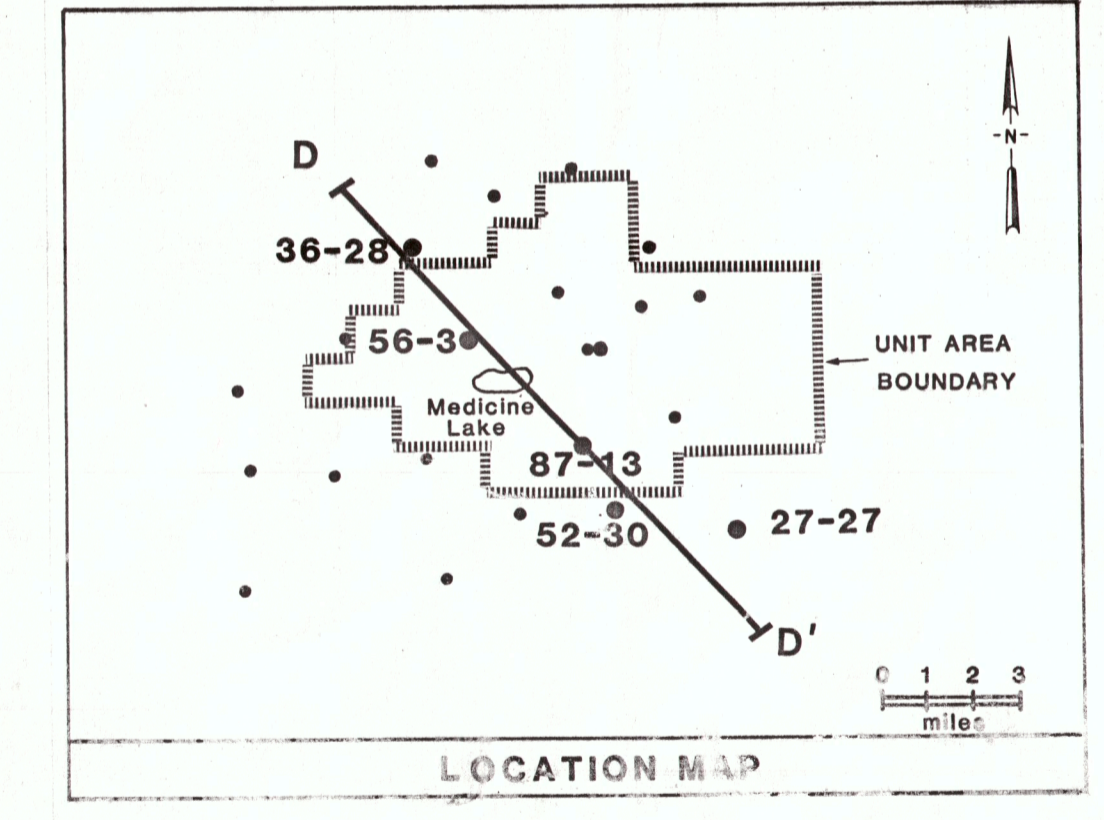 D
-N-
36-28
56-3
UNIT AREA
BOUNDARY
Medicine
Lake
87-13
52-30
27-27
D'
0 1 2 3
miles
LOCATION MAP